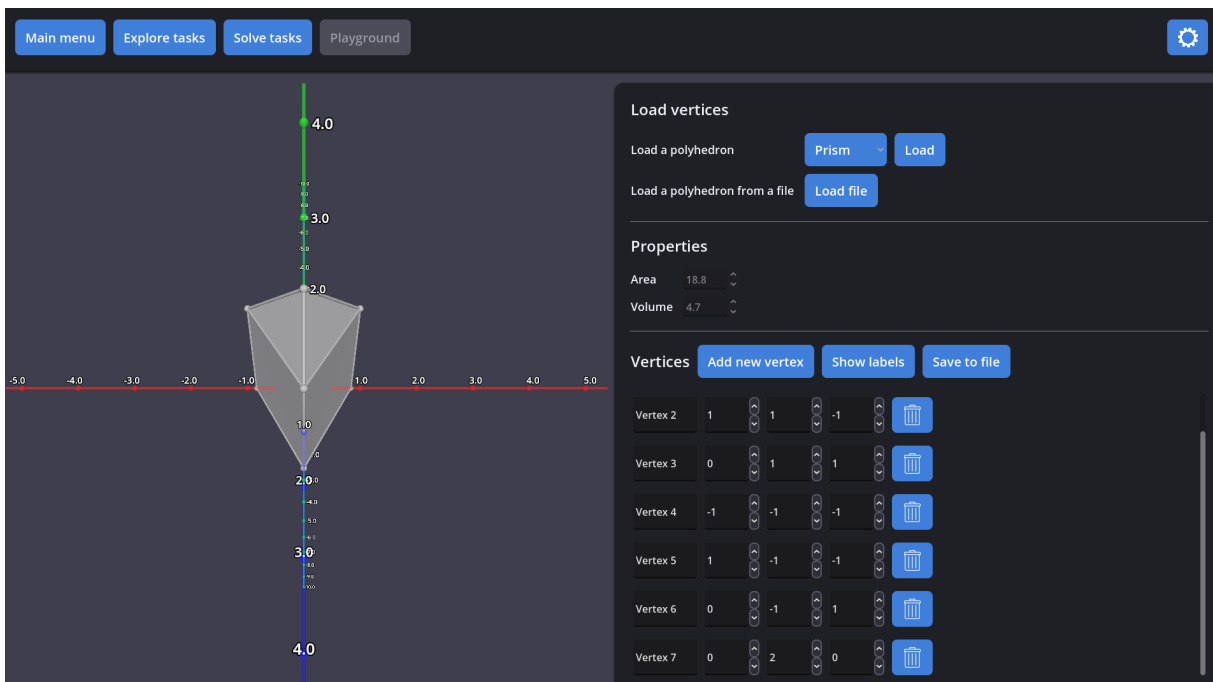 Main menu Explore tasks Solve tasks Playground
Load vertices
Load a polyhedron Prism Load
Load a polyhedron from a file Load file
Properties
Area 18.8
Volume 4.7
Vertices Add new vertex Show labels Save to file
Vertex 2 1 1 -1
Vertex 3 0 1 1
Vertex 4 -1 -1 -1
Vertex 5 1 -1 -1
Vertex 6 0 -1 1
Vertex 7 0 2 0
4.0
3.0
2.0
-5.0 -4.0 -3.0 -2.0 -1.0 1.0 2.0 3.0 4.0 5.0
1.0
2.0
3.0
4.0